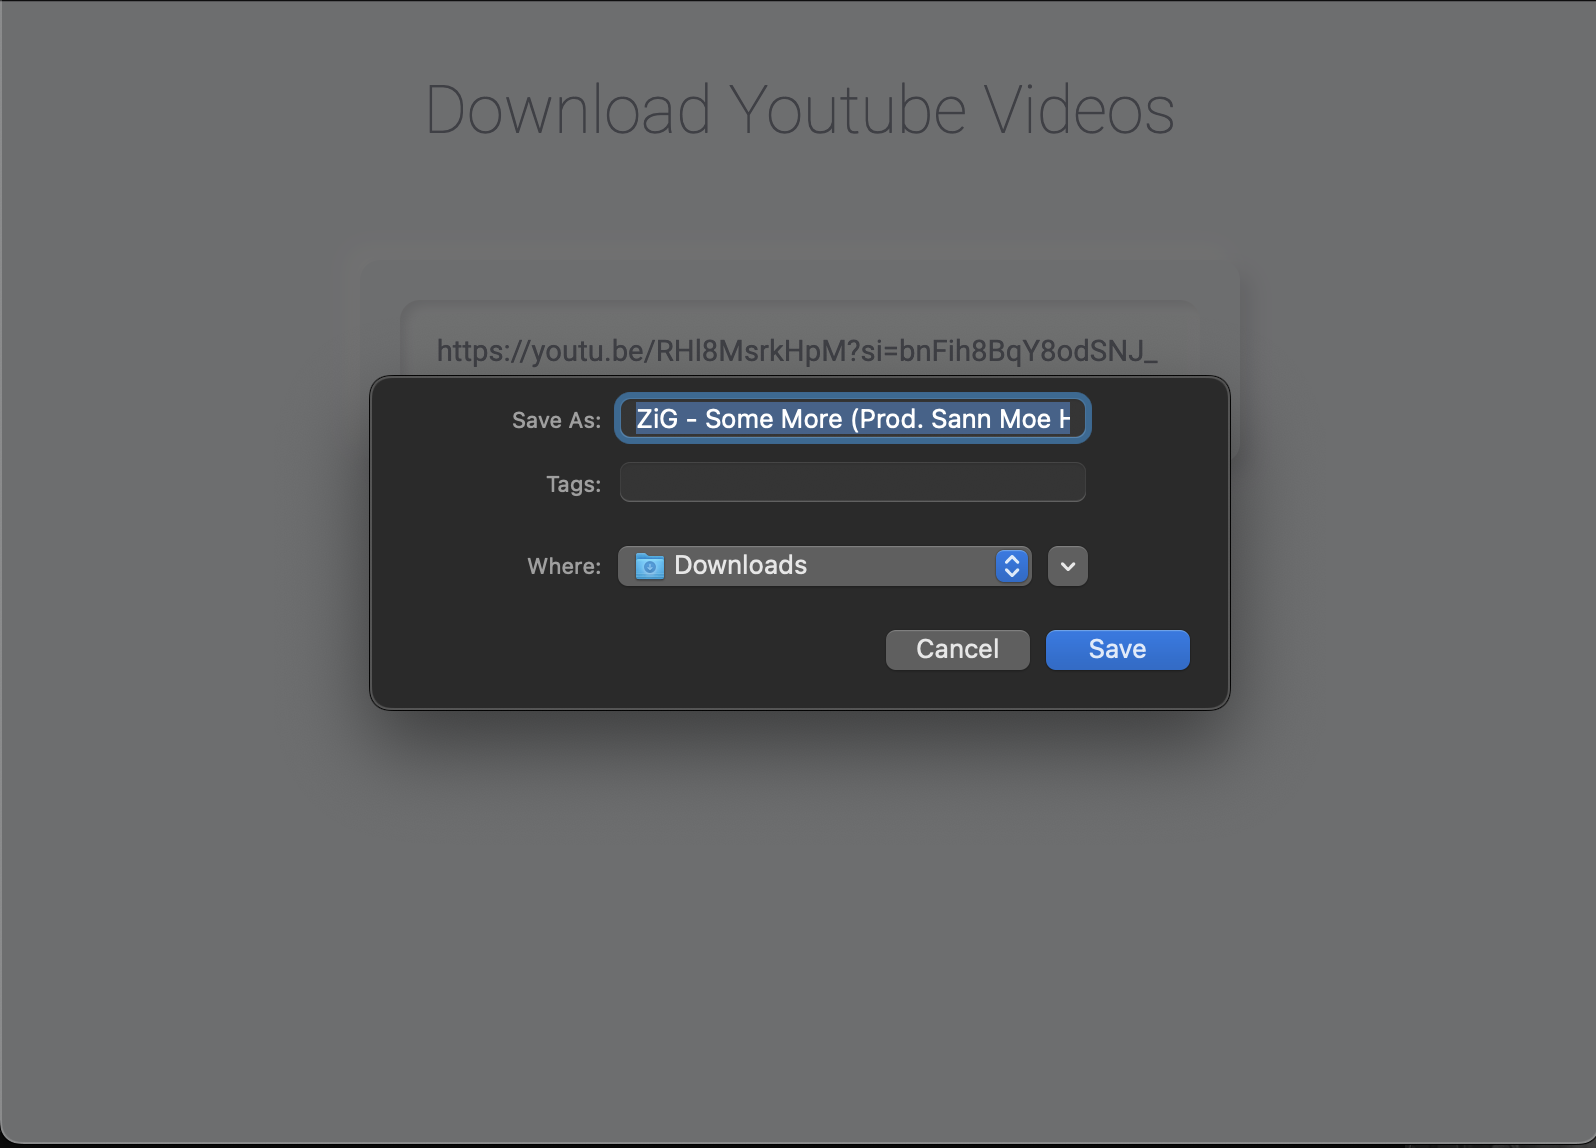 Download Youtube Videos
https://youtu.be/RHl8MsrkHpM?si=bnFih8BqY8odSNJ_
Save As: ZiG - Some More (Prod. Sann Moe H
Tags:
Where: Downloads
Cancel Save